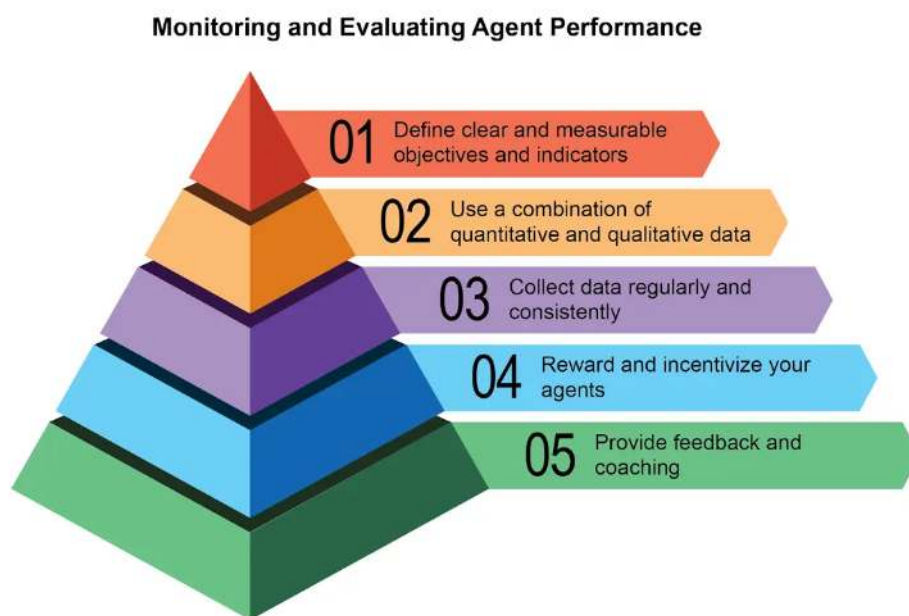 Monitoring and Evaluating Agent Performance
01
Define clear and measurable
objectives and indicators
02
Use a combination of
quantitative and qualitative data
03
Collect data regularly and
consistently
04
Reward and incentivize your
agents
05
Provide feedback and
coaching